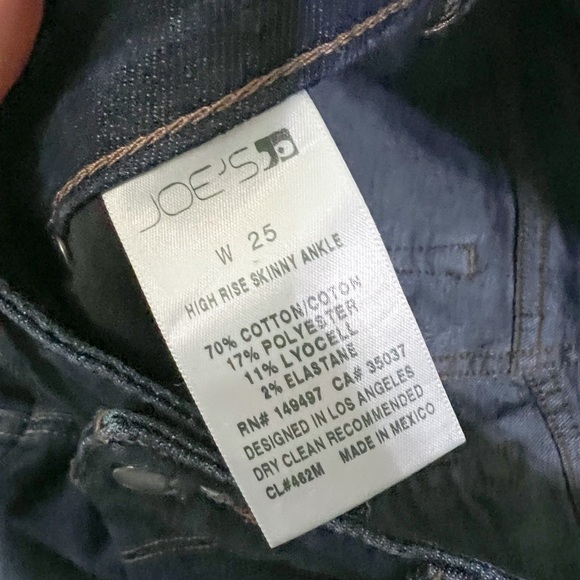 JOE'S
W 25
HIGH RISE SKINNY ANKLE
70% COTTON/COTON
17% POLYESTER
11% LYOCELL
2% ELASTANE
RN# 149497 CA# 35037
DESIGNED IN LOS ANGELES
DRY CLEAN RECOMMENDED
CL#462M MADE IN MEXICO